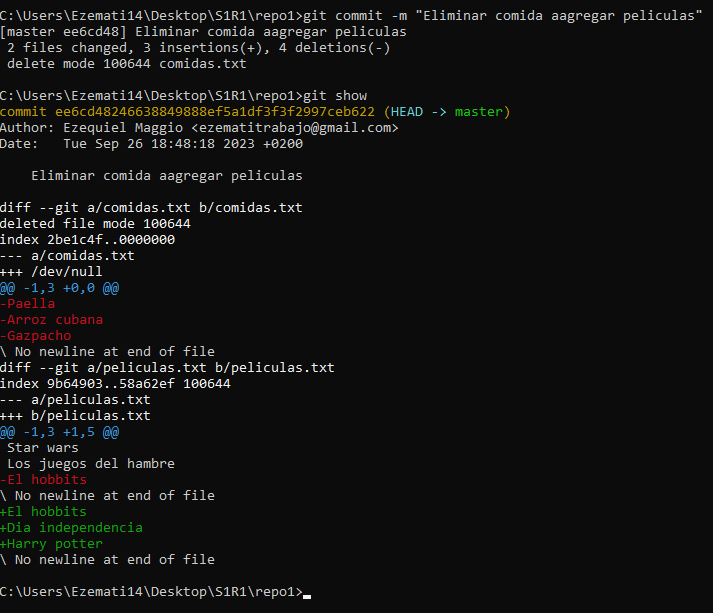 C:\Users\Ezemati14\Desktop\S1R1\repo1>git commit -m "Eliminar comida aagregar peliculas"
[master ee6cd48] Eliminar comida aagregar peliculas
 2 files changed, 3 insertions(+), 4 deletions(-)
 delete mode 100644 comidas.txt
C:\Users\Ezemati14\Desktop\S1R1\repo1>git show
commit ee6cd48246638849888ef5a1df3f3f2997ceb622 (HEAD -> master)
Author: Ezequiel Maggio <ezematitrabajo@gmail.com>
Date:   Tue Sep 26 18:48:18 2023 +0200
    Eliminar comida aagregar peliculas
diff --git a/comidas.txt b/comidas.txt
deleted file mode 100644
index 2be1c4f..0000000
--- a/comidas.txt
+++ /dev/null
@@ -1,3 +0,0 @@
-Paella
-Arroz cubana
-Gazpacho
\ No newline at end of file
diff --git a/peliculas.txt b/peliculas.txt
index 9b64903..58a62ef 100644
--- a/peliculas.txt
+++ b/peliculas.txt
@@ -1,3 +1,5 @@
 Star wars
 Los juegos del hambre
-El hobbits
\ No newline at end of file
+El hobbits
+Dia independencia
+Harry potter
\ No newline at end of file
C:\Users\Ezemati14\Desktop\S1R1\repo1>